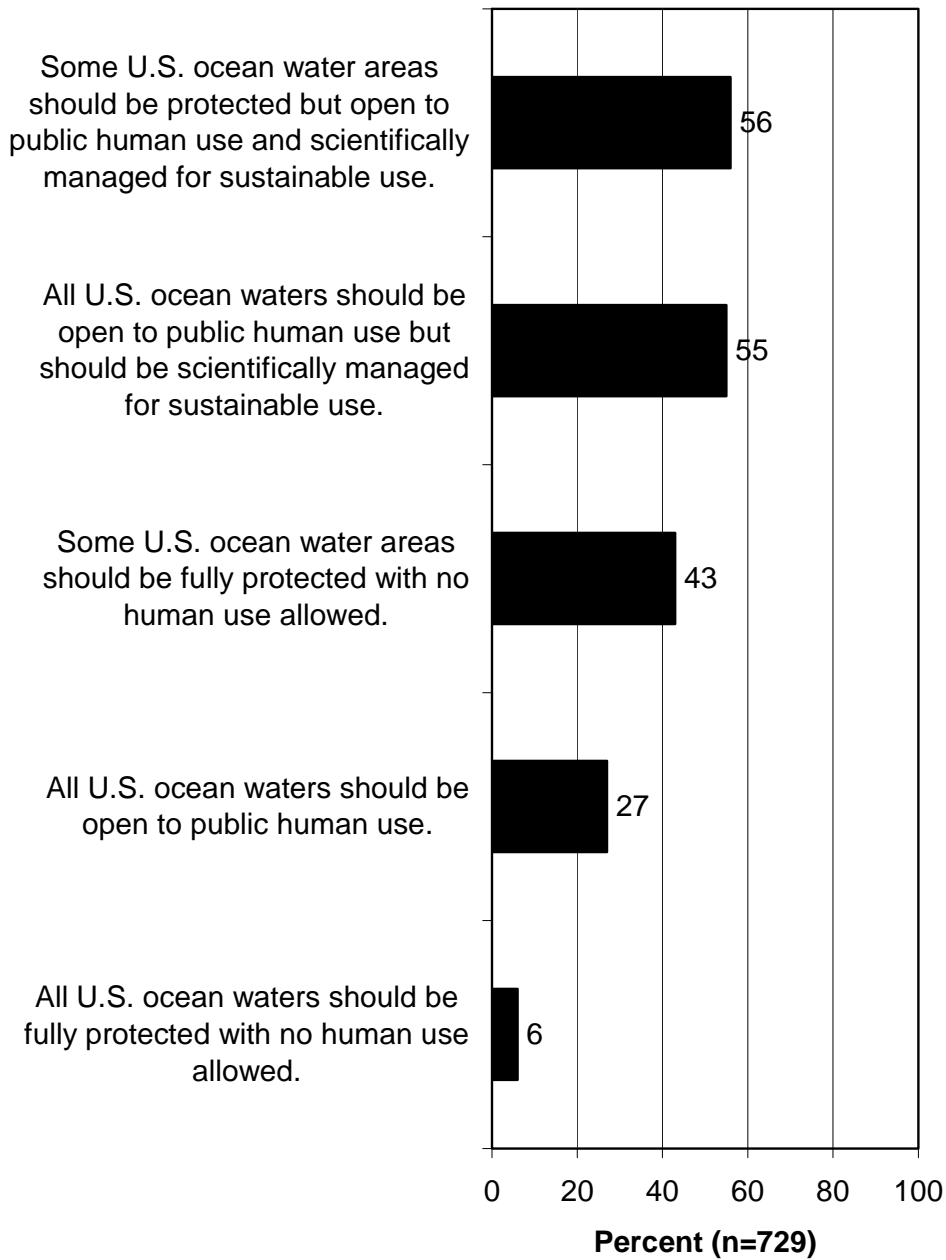 Some U.S. ocean water areas
should be protected but open to
public human use and scientifically
managed for sustainable use.
56
All U.S. ocean waters should be
open to public human use but
should be scientifically managed
for sustainable use.
55
Some U.S. ocean water areas
should be fully protected with no
human use allowed.
43
All U.S. ocean waters should be
open to public human use.
27
All U.S. ocean waters should be
fully protected with no human use
allowed.
6
0 20 40 60 80 100
Percent (n=729)